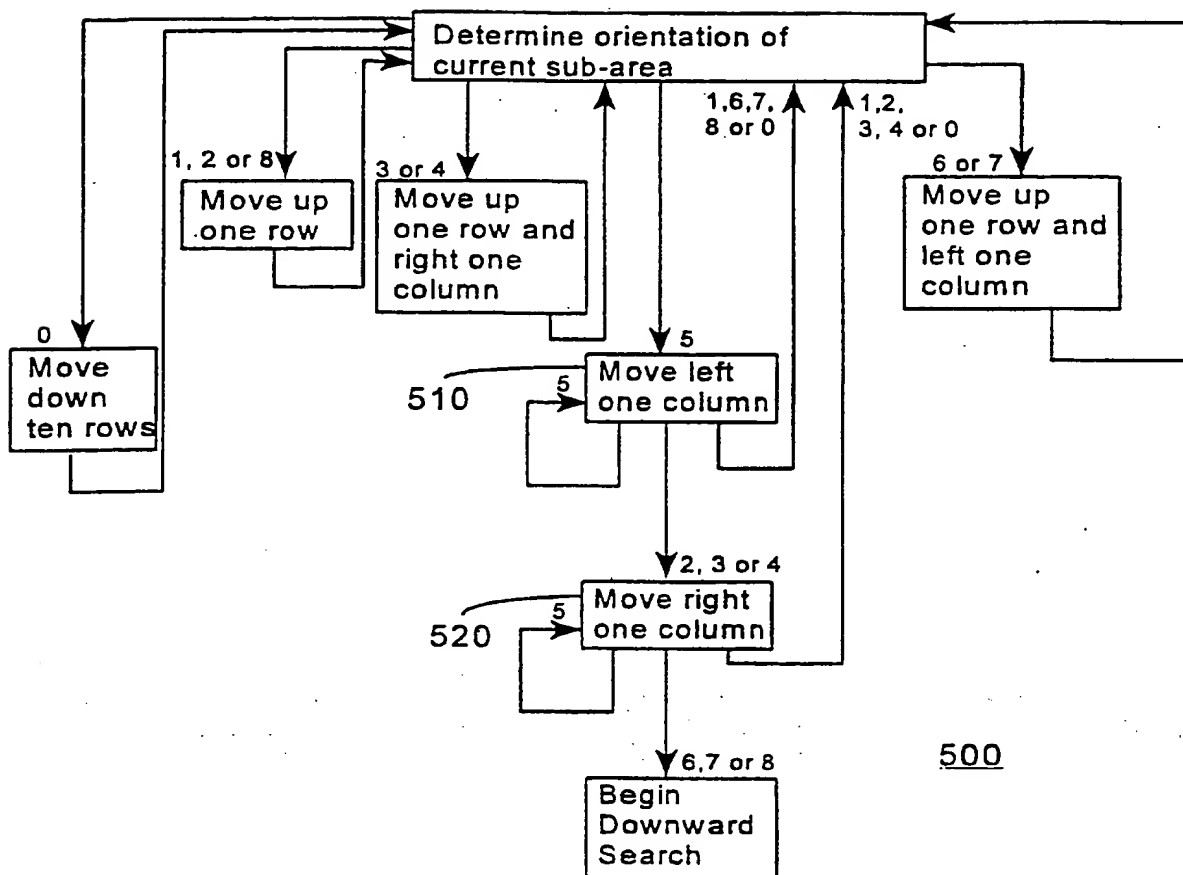 Determine orientation of
current sub-area
1,6,7,
8 or 0
1,2,
3, 4 or 0
1, 2 or 8
Move up
one row
3 or 4
Move up
one row and
right one
column
6 or 7
Move up
one row and
left one
column
0
Move
down
ten rows
5
510
5
Move left
one column
2, 3 or 4
520
5
Move right
one column
6,7 or 8
Begin
Downward
Search
500